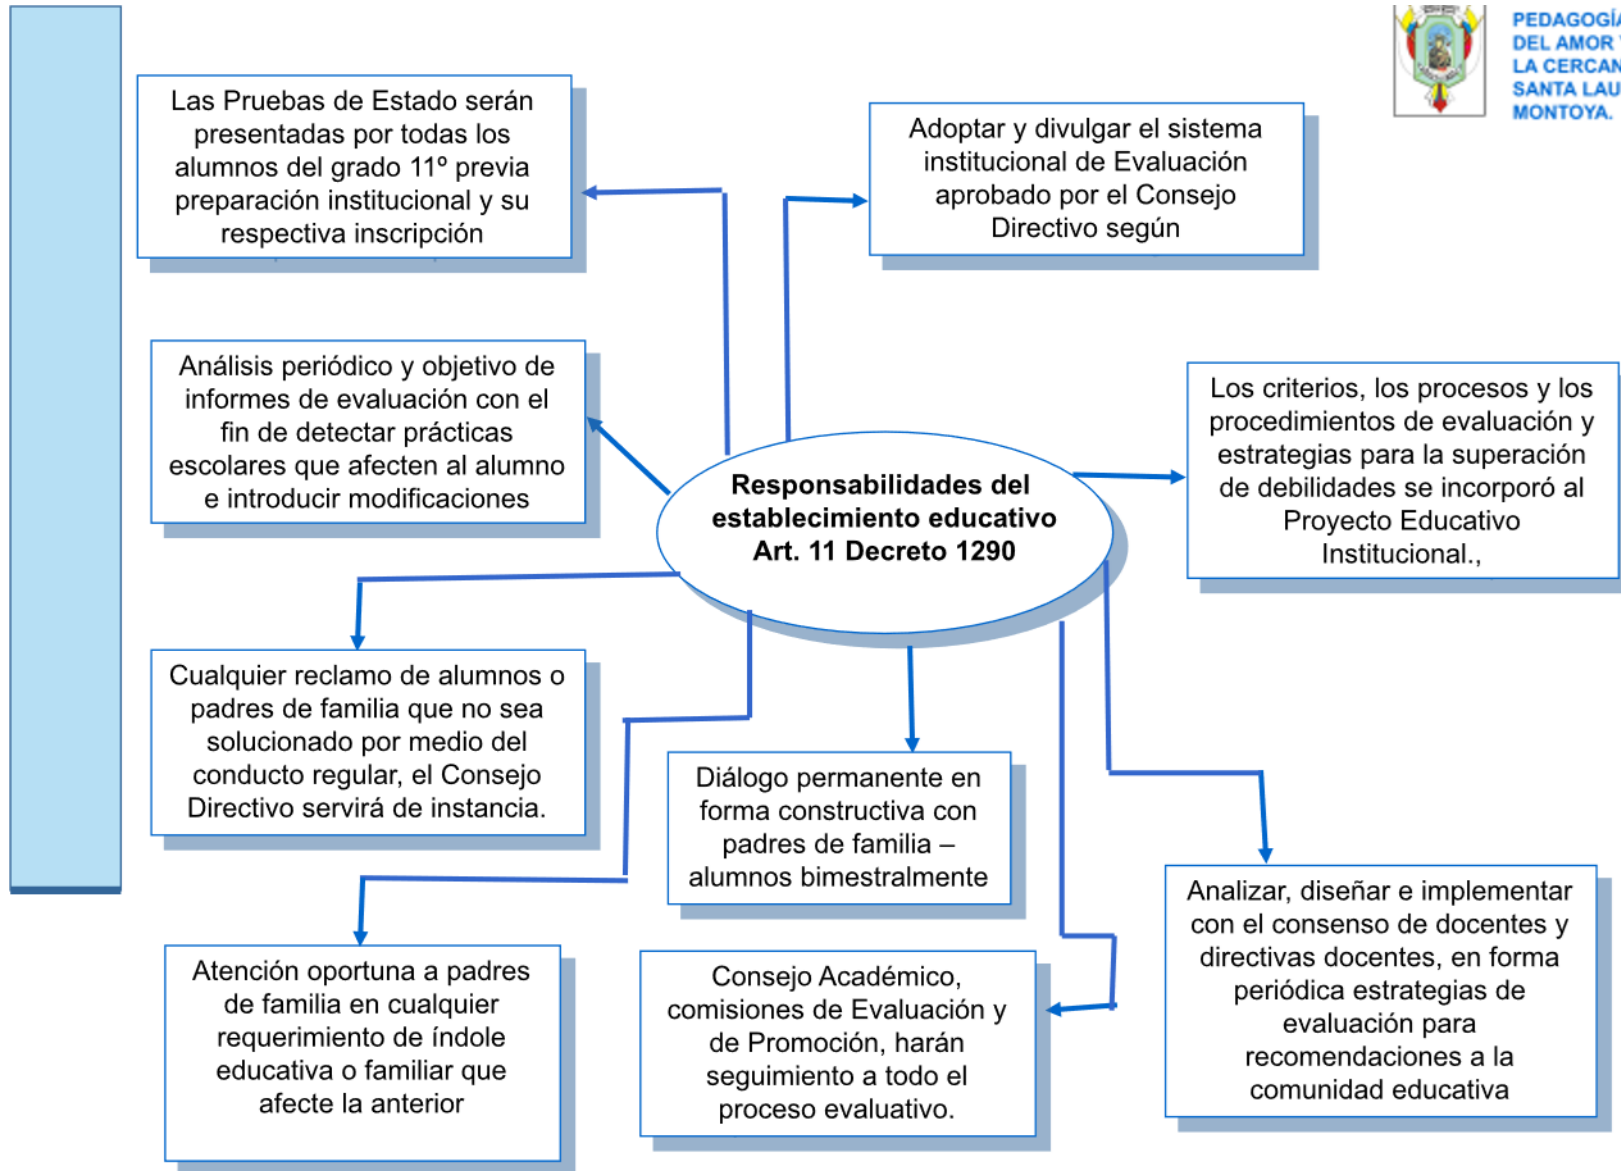 PEDAGOGÍA
DEL AMOR
LA CERCAN
SANTA LAU
MONTOYA.
Las Pruebas de Estado serán
presentadas por todas los
alumnos del grado 11º previa
preparación institucional y su
respectiva inscripción
Adoptar y divulgar el sistema
institucional de Evaluación
aprobado por el Consejo
Directivo según
Análisis periódico y objetivo de
informes de evaluación con el
fin de detectar prácticas
escolares que afecten al alumno
e introducir modificaciones
Los criterios, los procesos y los
procedimientos de evaluación y
estrategias para la superación
de debilidades se incorporó al
Proyecto Educativo
Institucional.,
Responsabilidades del
establecimiento educativo
Art. 11 Decreto 1290
Cualquier reclamo de alumnos o
padres de familia que no sea
solucionado por medio del
conducto regular, el Consejo
Directivo servirá de instancia.
Diálogo permanente en
forma constructiva con
padres de familia –
alumnos bimestralmente
Analizar, diseñar e implementar
con el consenso de docentes y
directivas docentes, en forma
periódica estrategias de
evaluación para
recomendaciones a la
comunidad educativa
Atención oportuna a padres
de familia en cualquier
requerimiento de índole
educativa o familiar que
afecte la anterior
Consejo Académico,
comisiones de Evaluación y
de Promoción, harán
seguimiento a todo el
proceso evaluativo.